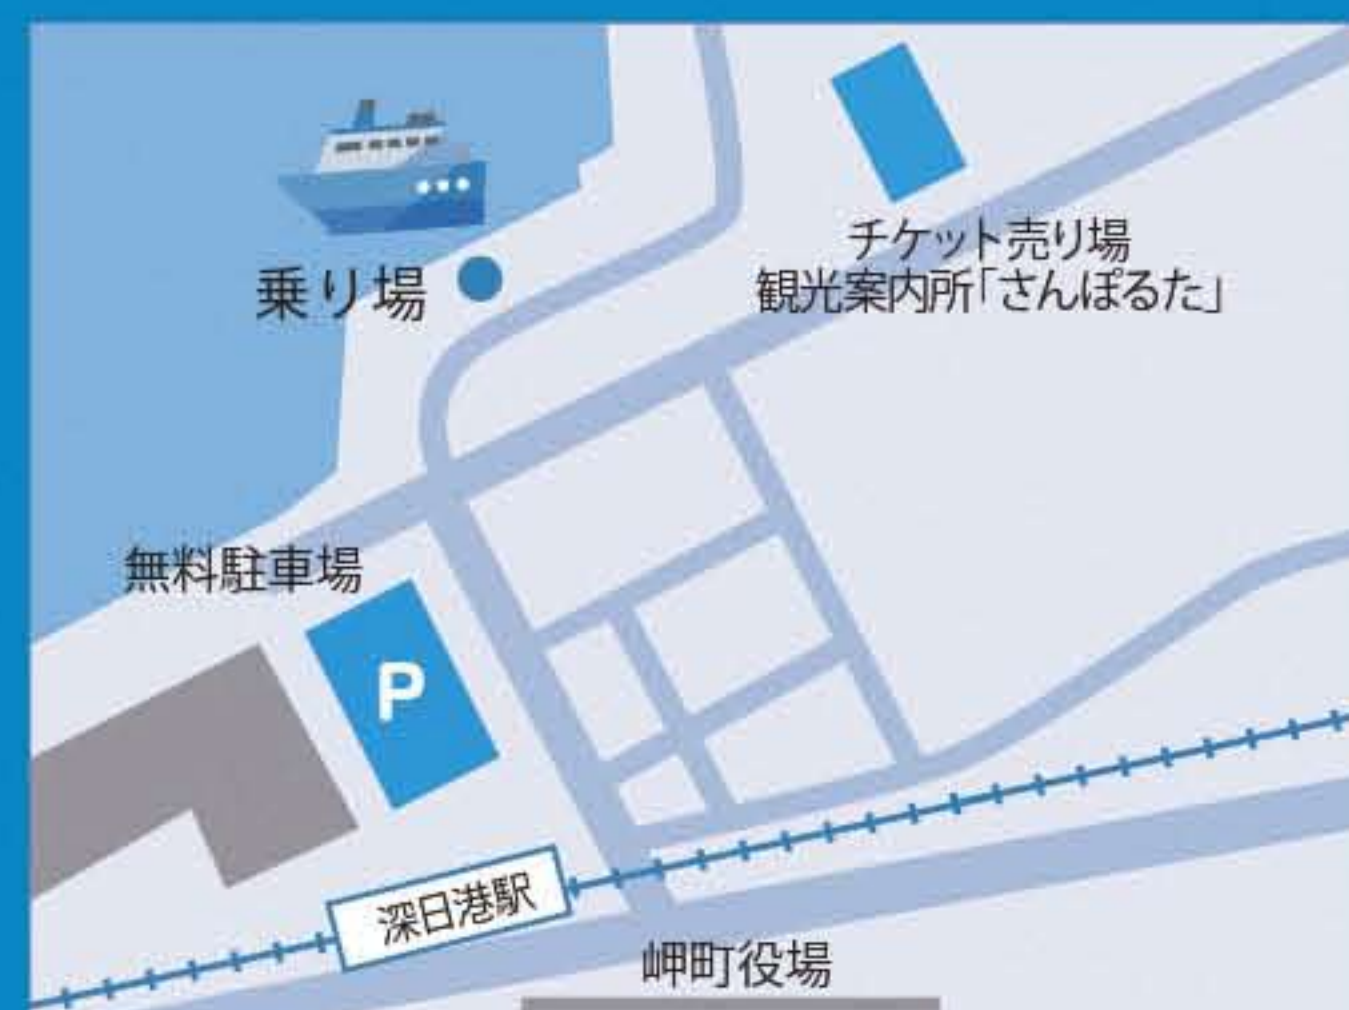 チケット売り場
観光案内所「さんぽるた」
乗り場
無料駐車場
P
深日港駅
岬町役場